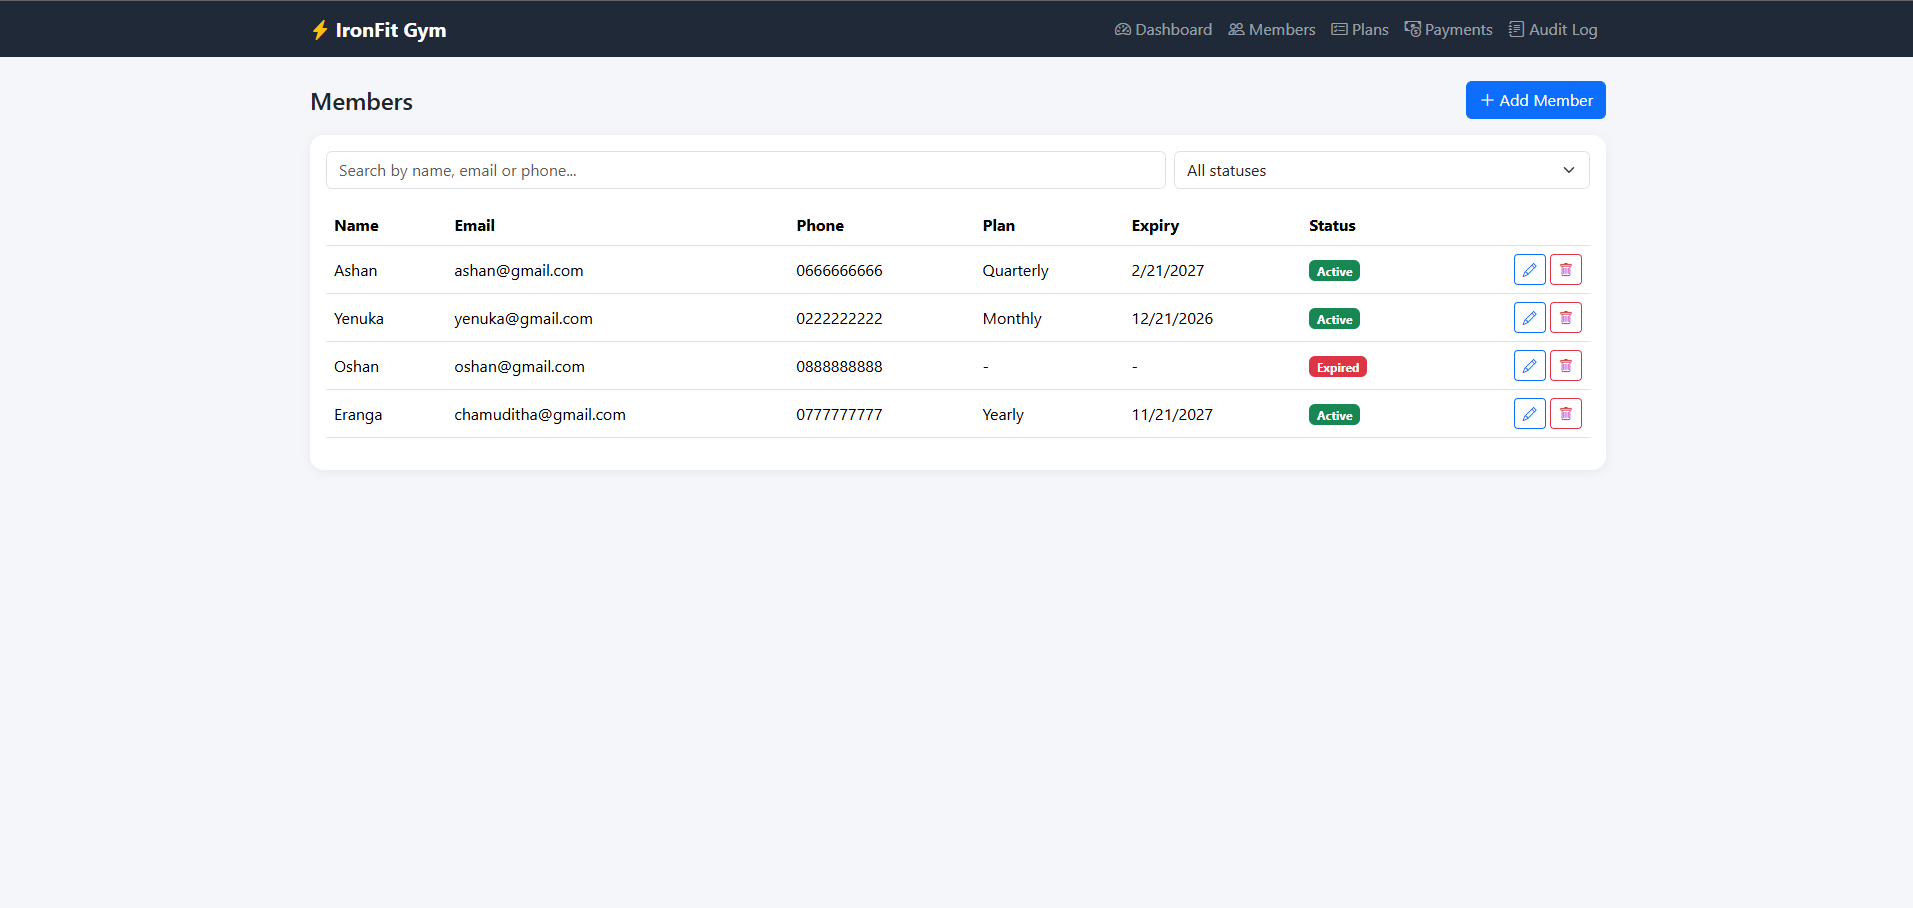 IronFit Gym Dashboard Members Plans Payments Audit Log
Members + Add Member
Search by name, email or phone... All statuses
Name Email Phone Plan Expiry Status
Ashan ashan@gmail.com 0666666666 Quarterly 2/21/2027 Active
Yenuka yenuka@gmail.com 0222222222 Monthly 12/21/2026 Active
Oshan oshan@gmail.com 0888888888 - - Expired
Eranga chamuditha@gmail.com 0777777777 Yearly 11/21/2027 Active